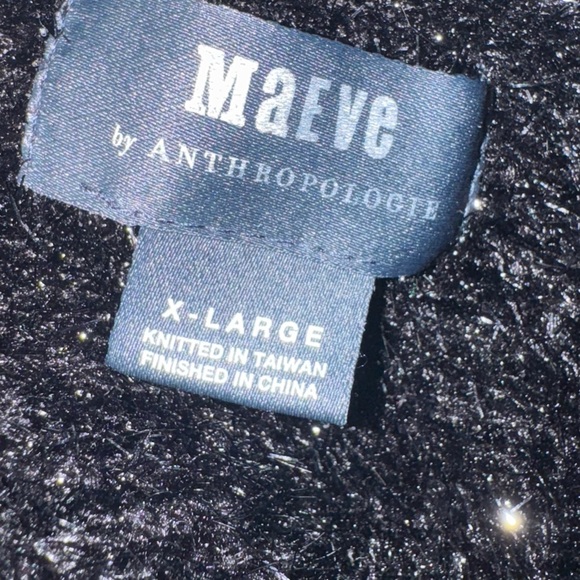 MaEVe
by ANTHROPOLOGIE
X-LARGE
KNITTED IN TAIWAN
FINISHED IN CHINA